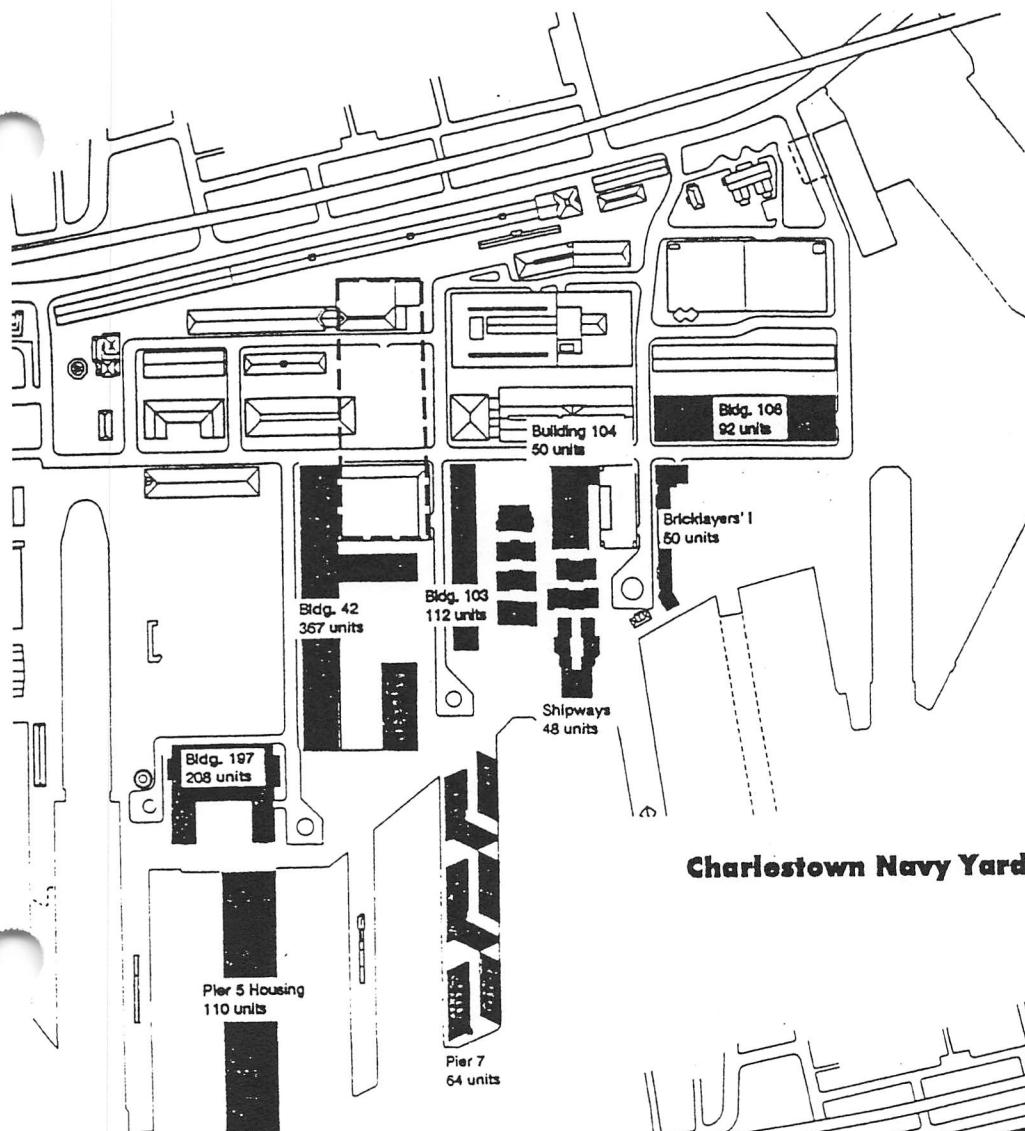 Bldg. 106
92 units
Building 104
50 units
Bricklayers' I
50 units
Bldg. 103
112 units
Bldg. 42
367 units
Shipways
48 units
Bldg. 197
208 units
Charlestown Navy Yard
Pier 5 Housing
110 units
Pier 7
64 units